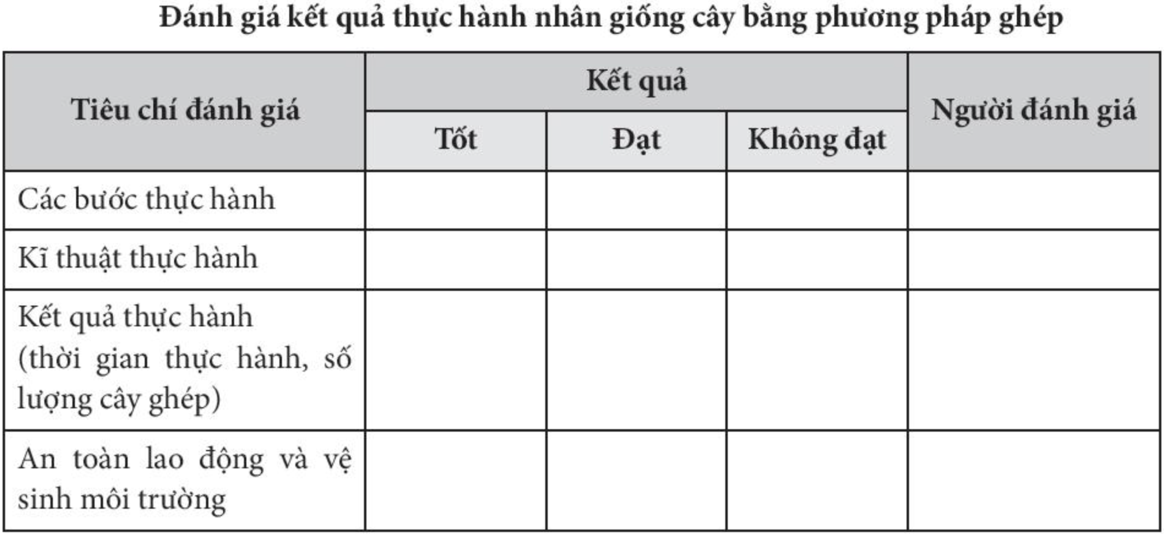 Đánh giá kết quả thực hành nhân giống cây bằng phương pháp ghép
Tiêu chí đánh giá
Kết quả
Người đánh giá
Tốt
Đạt
Không đạt
Các bước thực hành
Kĩ thuật thực hành
Kết quả thực hành
(thời gian thực hành, số
lượng cây ghép)
An toàn lao động và vệ
sinh môi trường